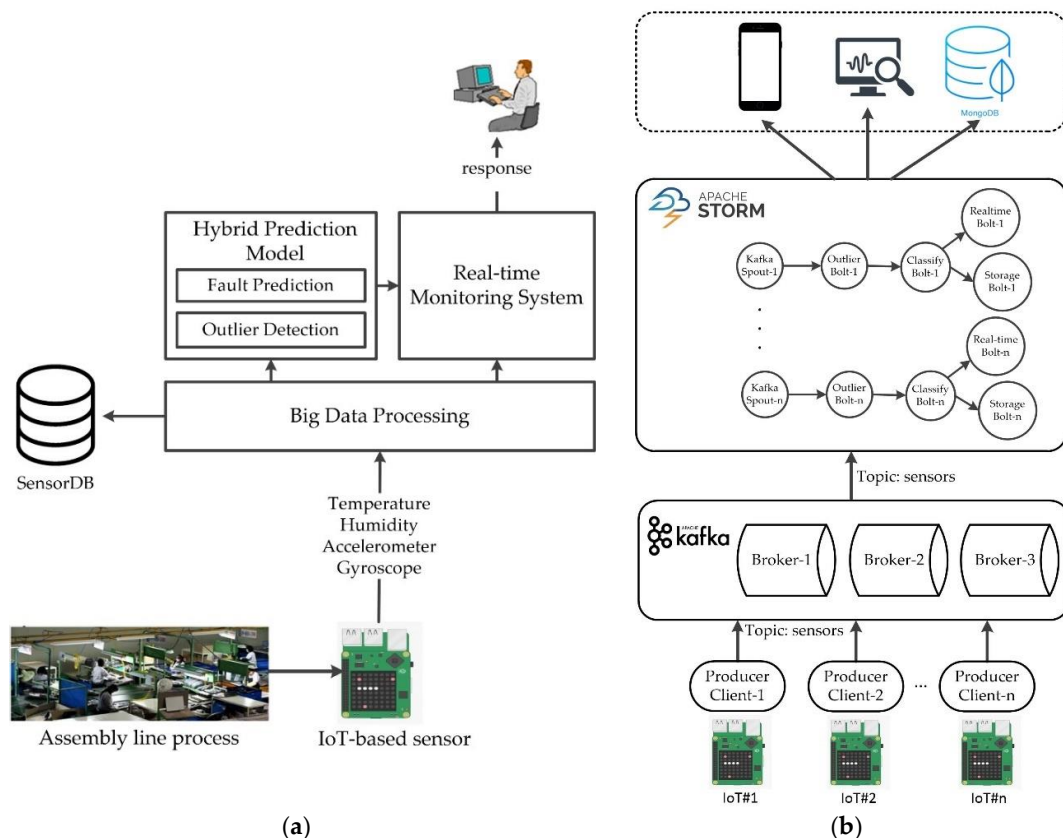 response
Hybrid Prediction
Model
Fault Prediction
Outlier Detection
Real-time
Monitoring System
Big Data Processing
SensorDB
Temperature
Humidity
Accelerometer
Gyroscope
Assembly line process
IoT-based sensor
(a)
MongoDB
APACHE
STORM
Kafka
Spout-1
Outlier
Bolt-1
Classify
Bolt-1
Realtime
Bolt-1
Storage
Bolt-1
Kafka
Spout-n
Outlier
Bolt-n
Classify
Bolt-n
Real-time
Bolt-n
Storage
Bolt-n
Topic: sensors
APACHE
kafka
Broker-1
Broker-2
Broker-3
Topic: sensors
Producer
Client-1
Producer
Client-2
...
Producer
Client-n
IoT#1
IoT#2
IoT#n
(b)